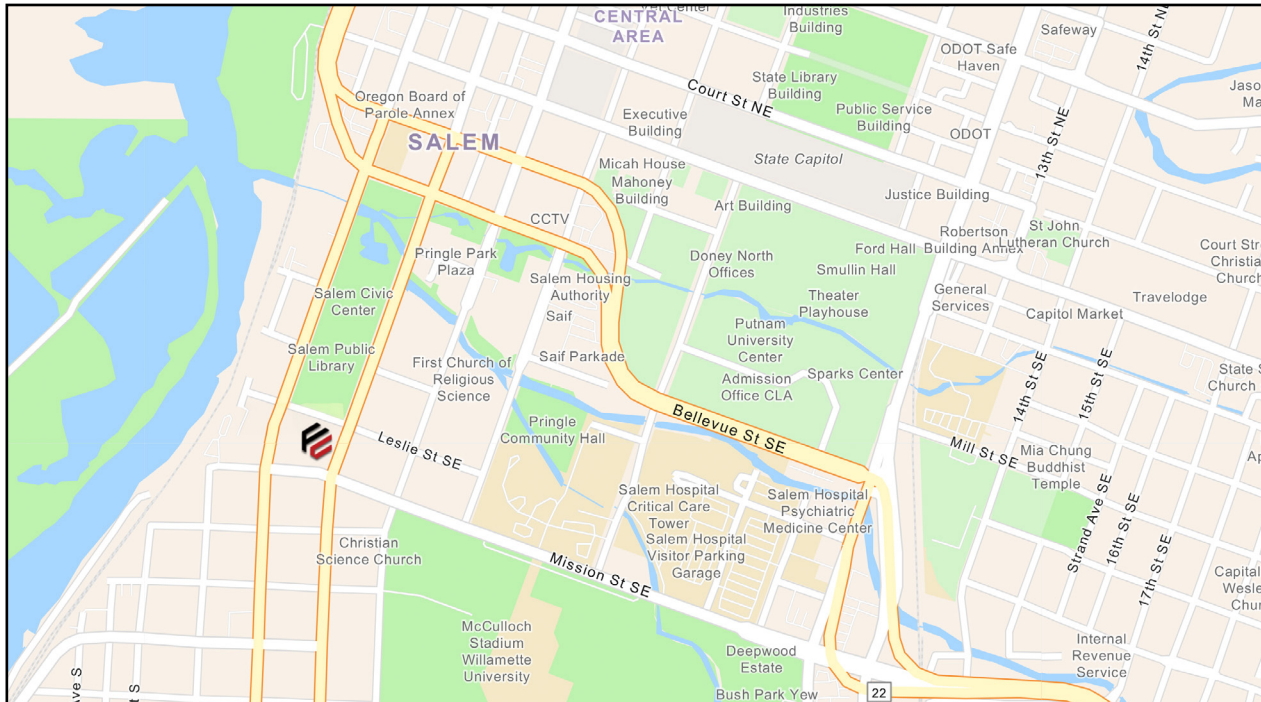 CENTRAL
AREA
Industries
Building
Safeway
14th St NE
ODOT Safe
Haven
State Library
Building
Court St NE
Public Service
Building
Oregon Board of
Parole Annex
SALEM
Executive
Building
ODOT
13th St NE
State Capitol
Micah House
Mahoney
Building
Justice Building
Art Building
CCTV
St John
Lutheran Church
Robertson
Building Annex
Ford Hall
Smullin Hall
Court Str
Christia
Church
Pringle Park
Plaza
Doney North
Offices
Salem Housing
Authority
Saif
General
Services
Travelodge
Theater
Playhouse
Capitol Market
Salem Civic
Center
Putnam
University
Center
Salem Public
Library
Saif Parkade
First Church of
Religious
Science
Admission
Office CLA
Sparks Center
14th St SE
15th St SE
State S
Church
Bellevue St SE
Pringle
Community Hall
Leslie St SE
Mill St SE
Mia Chung
Buddhist
Temple
Salem Hospital
Critical Care
Tower
Salem Hospital
Visitor Parking
Garage
Salem Hospital
Psychiatric
Medicine Center
Strand Ave SE
16th St SE
17th St SE
Christian
Science Church
Mission St SE
Capital
Wesle
Chur
McCulloch
Stadium
Willamette
University
Deepwood
Estate
Internal
Revenue
Service
Bush Park Yew
22
Ave S
t S